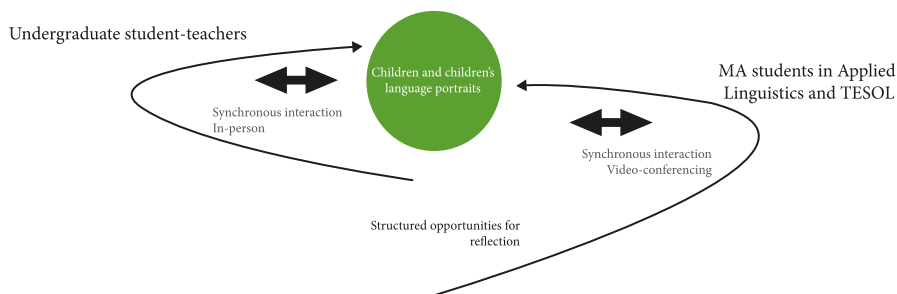 Undergraduate student-teachers
Children and children's
language portraits
MA students in Applied
Linguistics and TESOL
Synchronous interaction
In-person
Synchronous interaction
Video-conferencing
Structured opportunities for
reflection